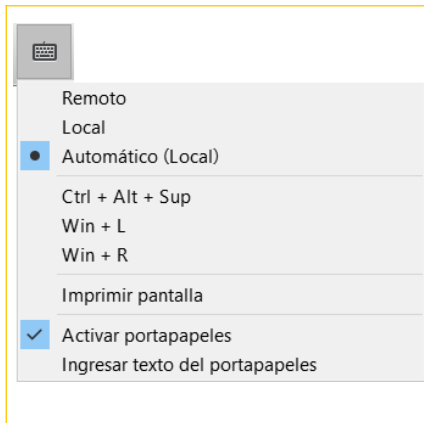 Remoto
Local
Automático (Local)
Ctrl + Alt + Sup
Win + L
Win + R
Imprimir pantalla
Activar portapapeles
Ingresar texto del portapapeles